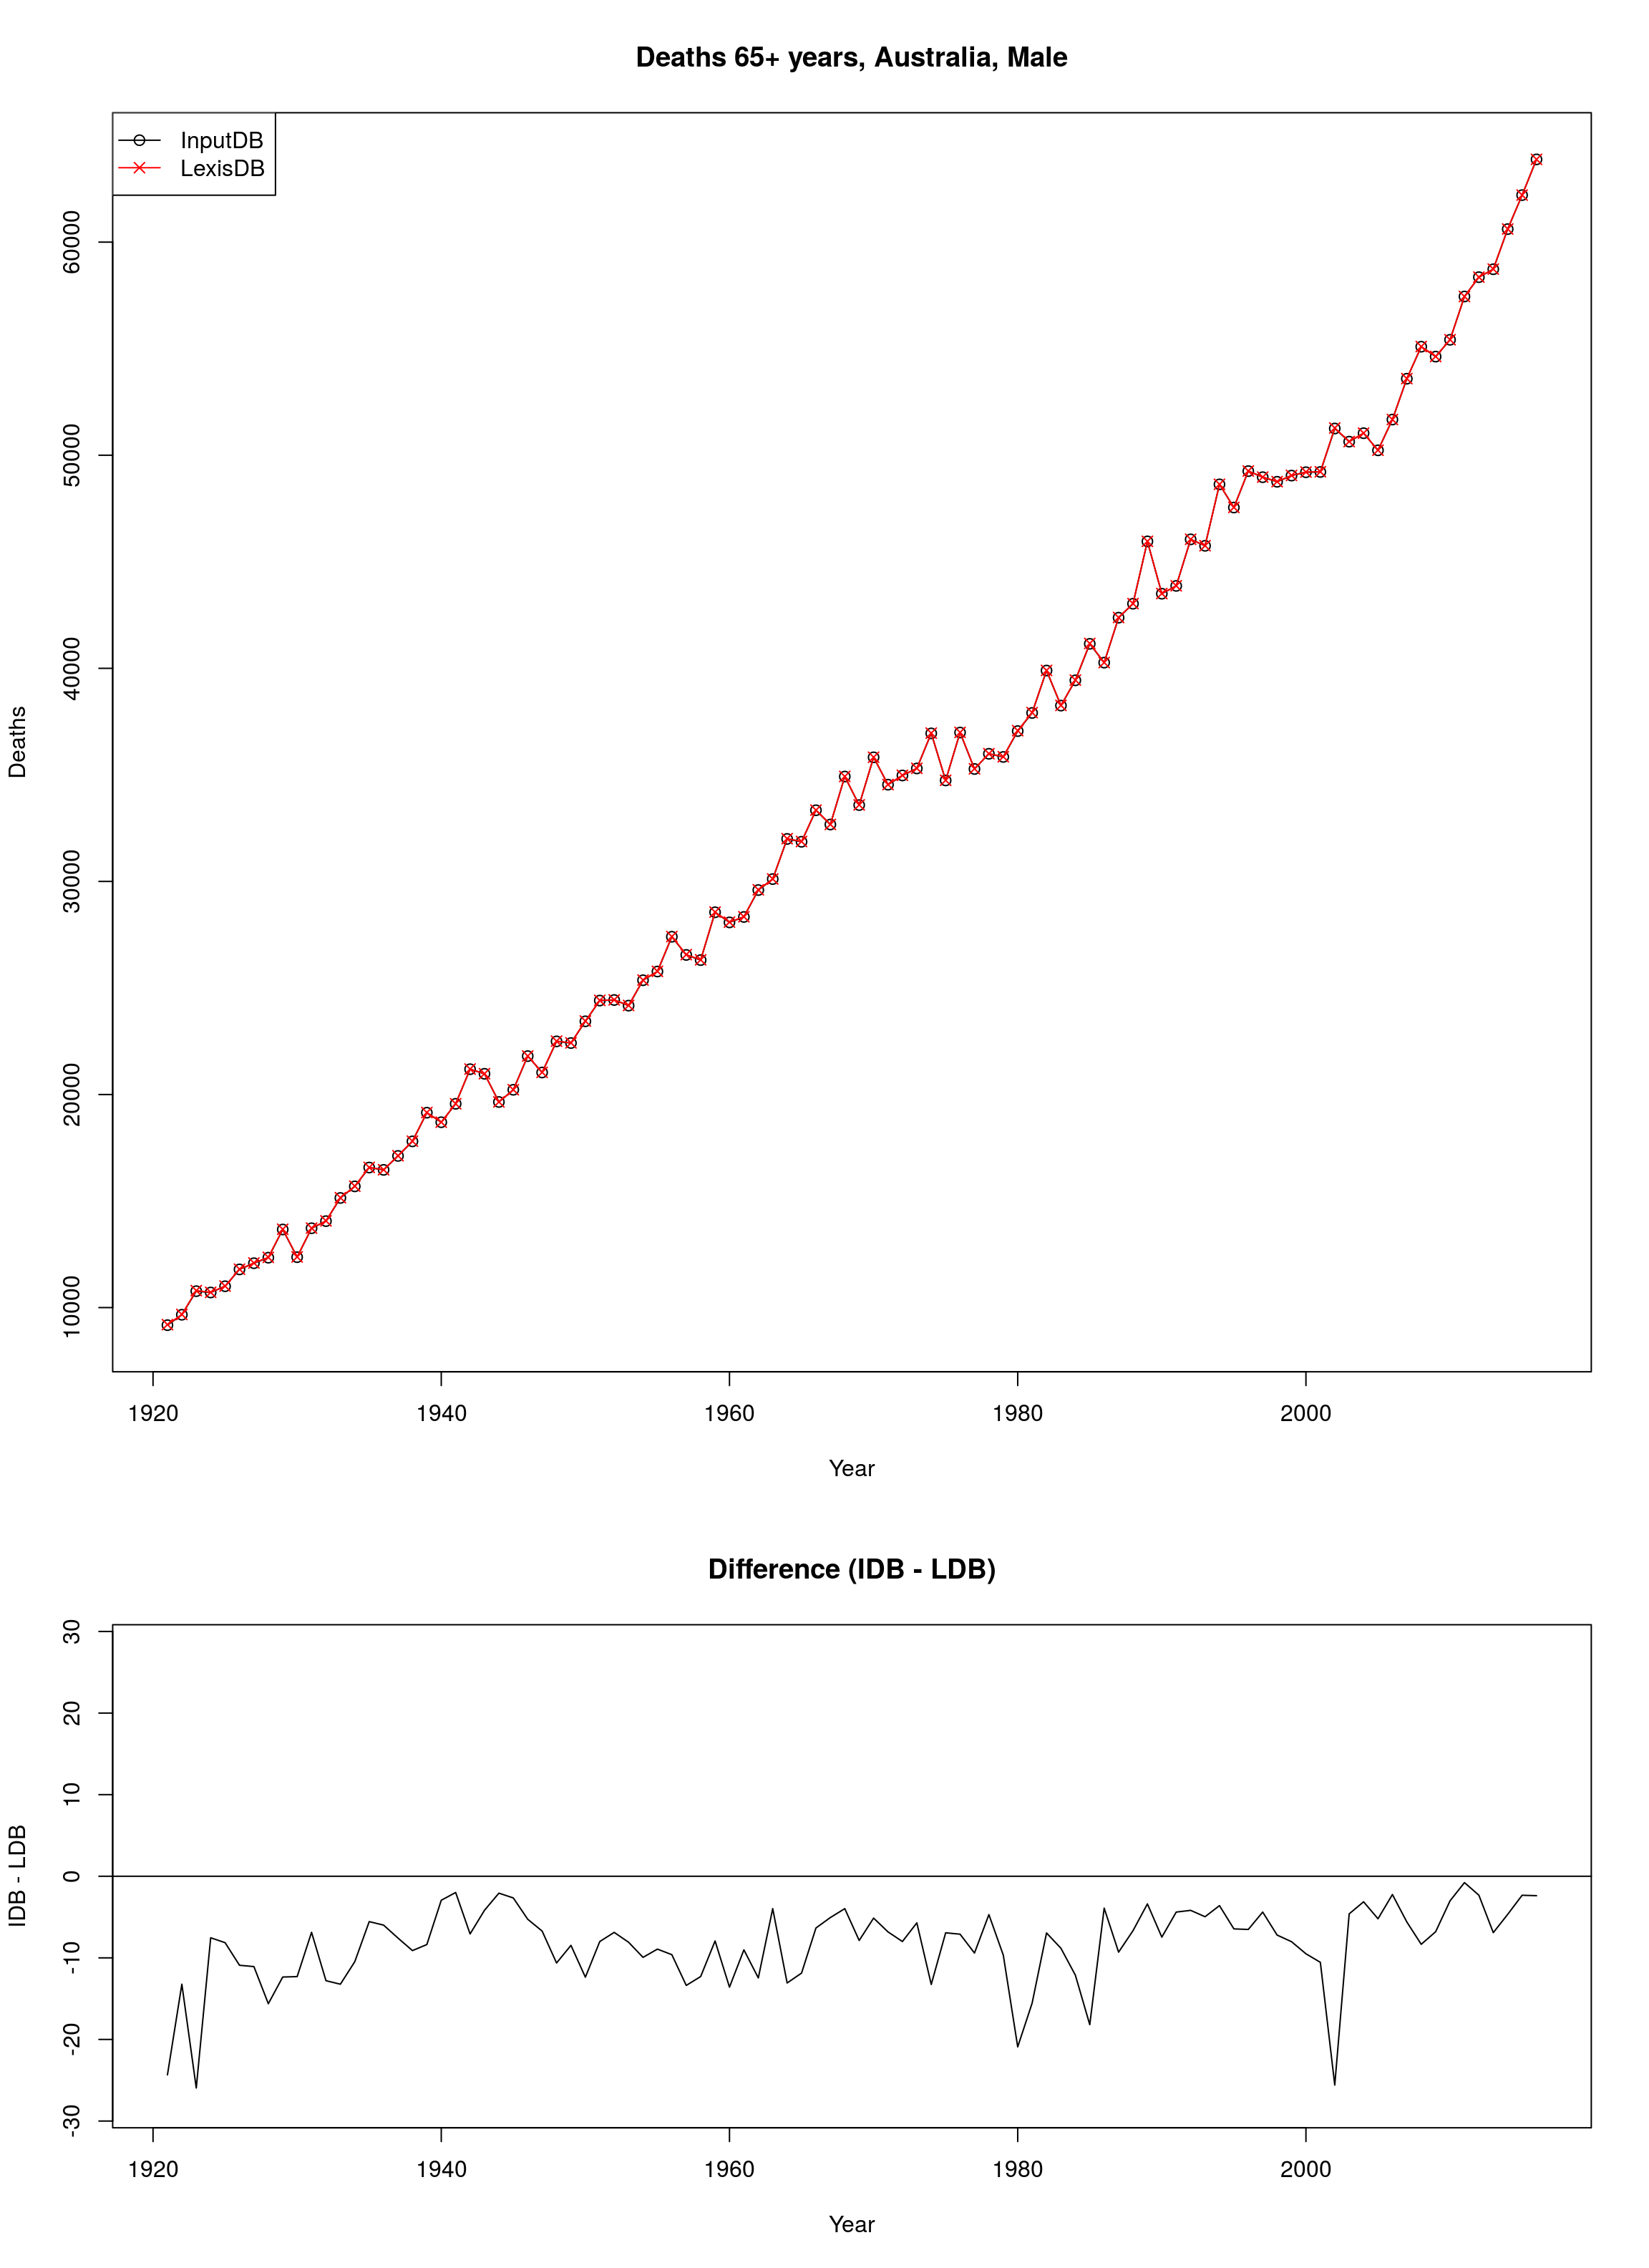 Deaths 65+ years, Australia, Male
InputDB
LexisDB
Deaths
60000
50000
40000
30000
20000
10000
1920 1940 1960 1980 2000
Year
Difference (IDB - LDB)
IDB - LDB
30
20
10
0
-10
-20
-30
1920 1940 1960 1980 2000
Year